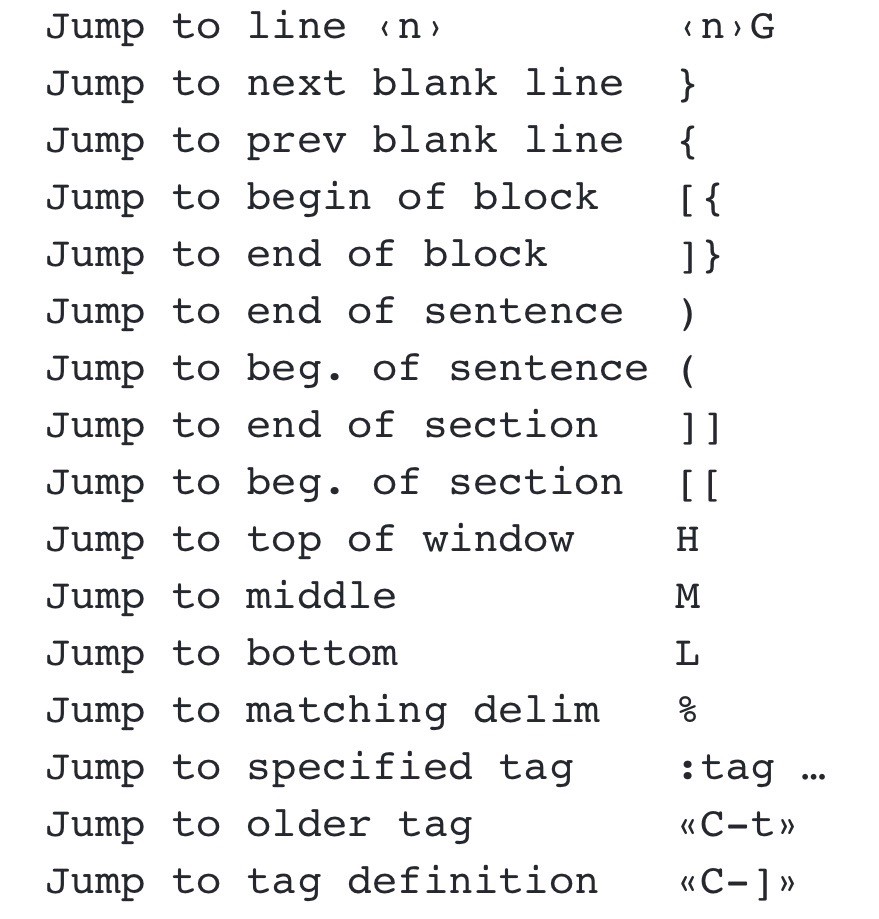 Jump to line ‹n› ‹n›G
Jump to next blank line }
Jump to prev blank line {
Jump to begin of block [{
Jump to end of block ]}
Jump to end of sentence )
Jump to beg. of sentence (
Jump to end of section ]]
Jump to beg. of section [[
Jump to top of window H
Jump to middle M
Jump to bottom L
Jump to matching delim %
Jump to specified tag :tag …
Jump to older tag «C-t»
Jump to tag definition «C-]»